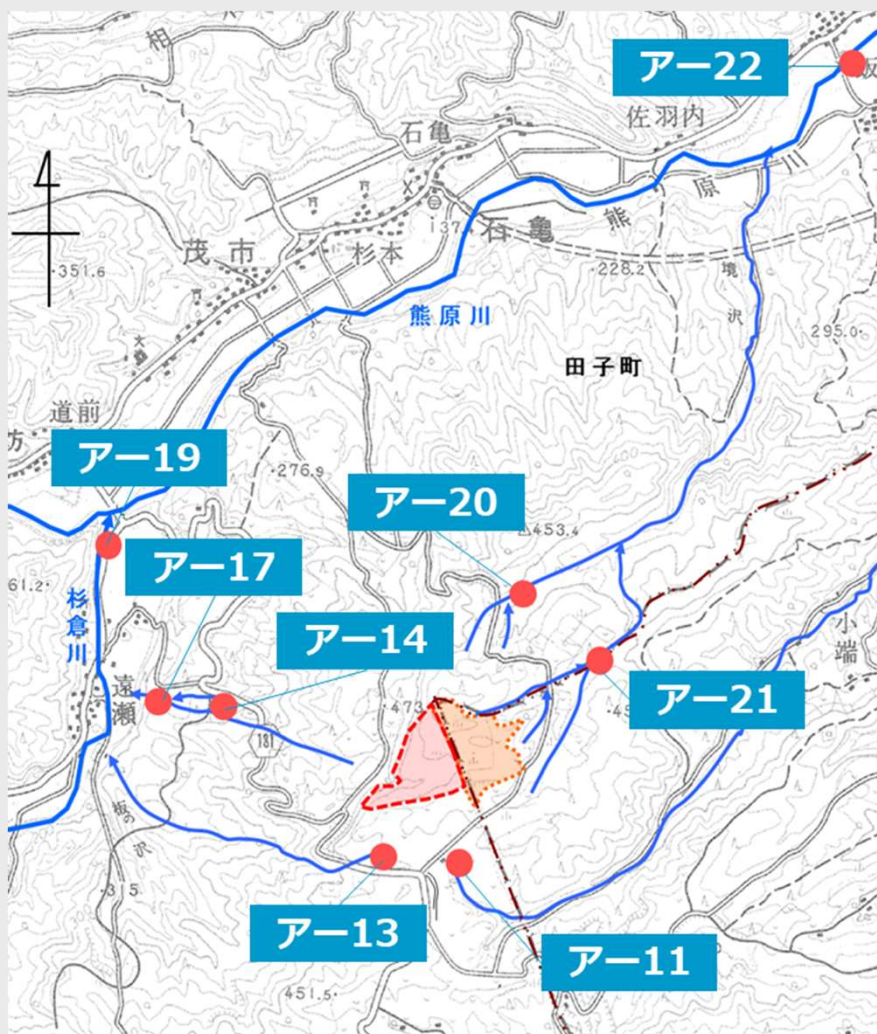 相
アー22
佐羽内
石亀
熊原川
137.4
石亀
茂市
杉本
・351.6
・228.2
境沢
熊原川
295.0・
田子町
道前
アー19
・276.9
アー20
△453.4
61.2・
アー17
杉倉川
小端
アー14
遠瀬
・473
アー21
181
・315
アー13
アー11
451.5・